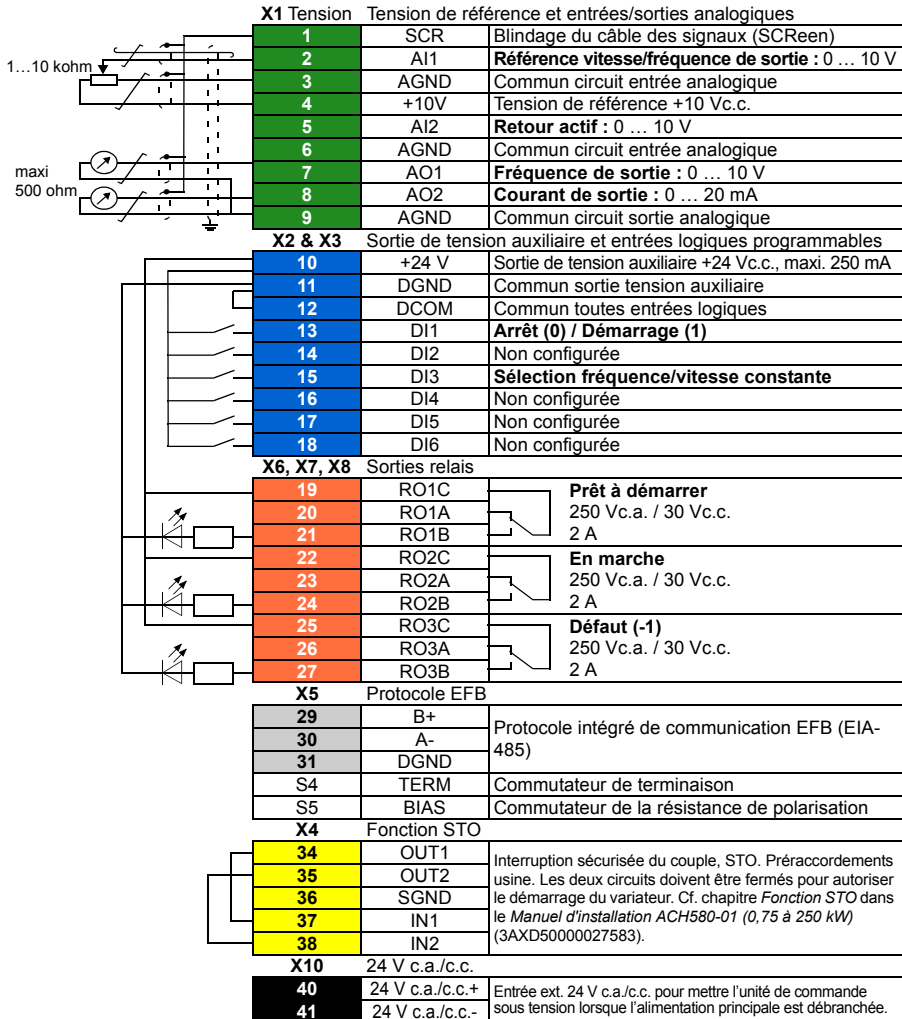 X1 Tension Tension de référence et entrées/sorties analogiques
1 SCR Blindage du câble des signaux (SCReen)
2 AI1 Référence vitesse/fréquence de sortie : 0 … 10 V
1…10 kohm
3 AGND Commun circuit entrée analogique
4 +10V Tension de référence +10 Vc.c.
5 AI2 Retour actif : 0 … 10 V
6 AGND Commun circuit entrée analogique
maxi
500 ohm
7 AO1 Fréquence de sortie : 0 … 10 V
8 AO2 Courant de sortie : 0 … 20 mA
9 AGND Commun circuit sortie analogique
X2 & X3 Sortie de tension auxiliaire et entrées logiques programmables
10 +24 V Sortie de tension auxiliaire +24 Vc.c., maxi. 250 mA
11 DGND Commun sortie tension auxiliaire
12 DCOM Commun toutes entrées logiques
13 DI1 Arrêt (0) / Démarrage (1)
14 DI2 Non configurée
15 DI3 Sélection fréquence/vitesse constante
16 DI4 Non configurée
17 DI5 Non configurée
18 DI6 Non configurée
X6, X7, X8 Sorties relais
19 RO1C Prêt à démarrer
20 RO1A 250 Vc.a. / 30 Vc.c.
21 RO1B 2 A
22 RO2C En marche
23 RO2A 250 Vc.a. / 30 Vc.c.
24 RO2B 2 A
25 RO3C Défaut (-1)
26 RO3A 250 Vc.a. / 30 Vc.c.
27 RO3B 2 A
X5 Protocole EFB
29 B+
30 A-
31 DGND
Protocole intégré de communication EFB (EIA-
485)
S4 TERM Commutateur de terminaison
S5 BIAS Commutateur de la résistance de polarisation
X4 Fonction STO
34 OUT1
35 OUT2
36 SGND
37 IN1
38 IN2
Interruption sécurisée du couple, STO. Préraccordements
usine. Les deux circuits doivent être fermés pour autoriser
le démarrage du variateur. Cf. chapitre Fonction STO dans
le Manuel d'installation ACH580-01 (0,75 à 250 kW)
(3AXD50000027583).
X10 24 V c.a./c.c.
40 24 V c.a./c.c.+
41 24 V c.a./c.c.-
Entrée ext. 24 V c.a./c.c. pour mettre l'unité de commande
sous tension lorsque l'alimentation principale est débranchée.